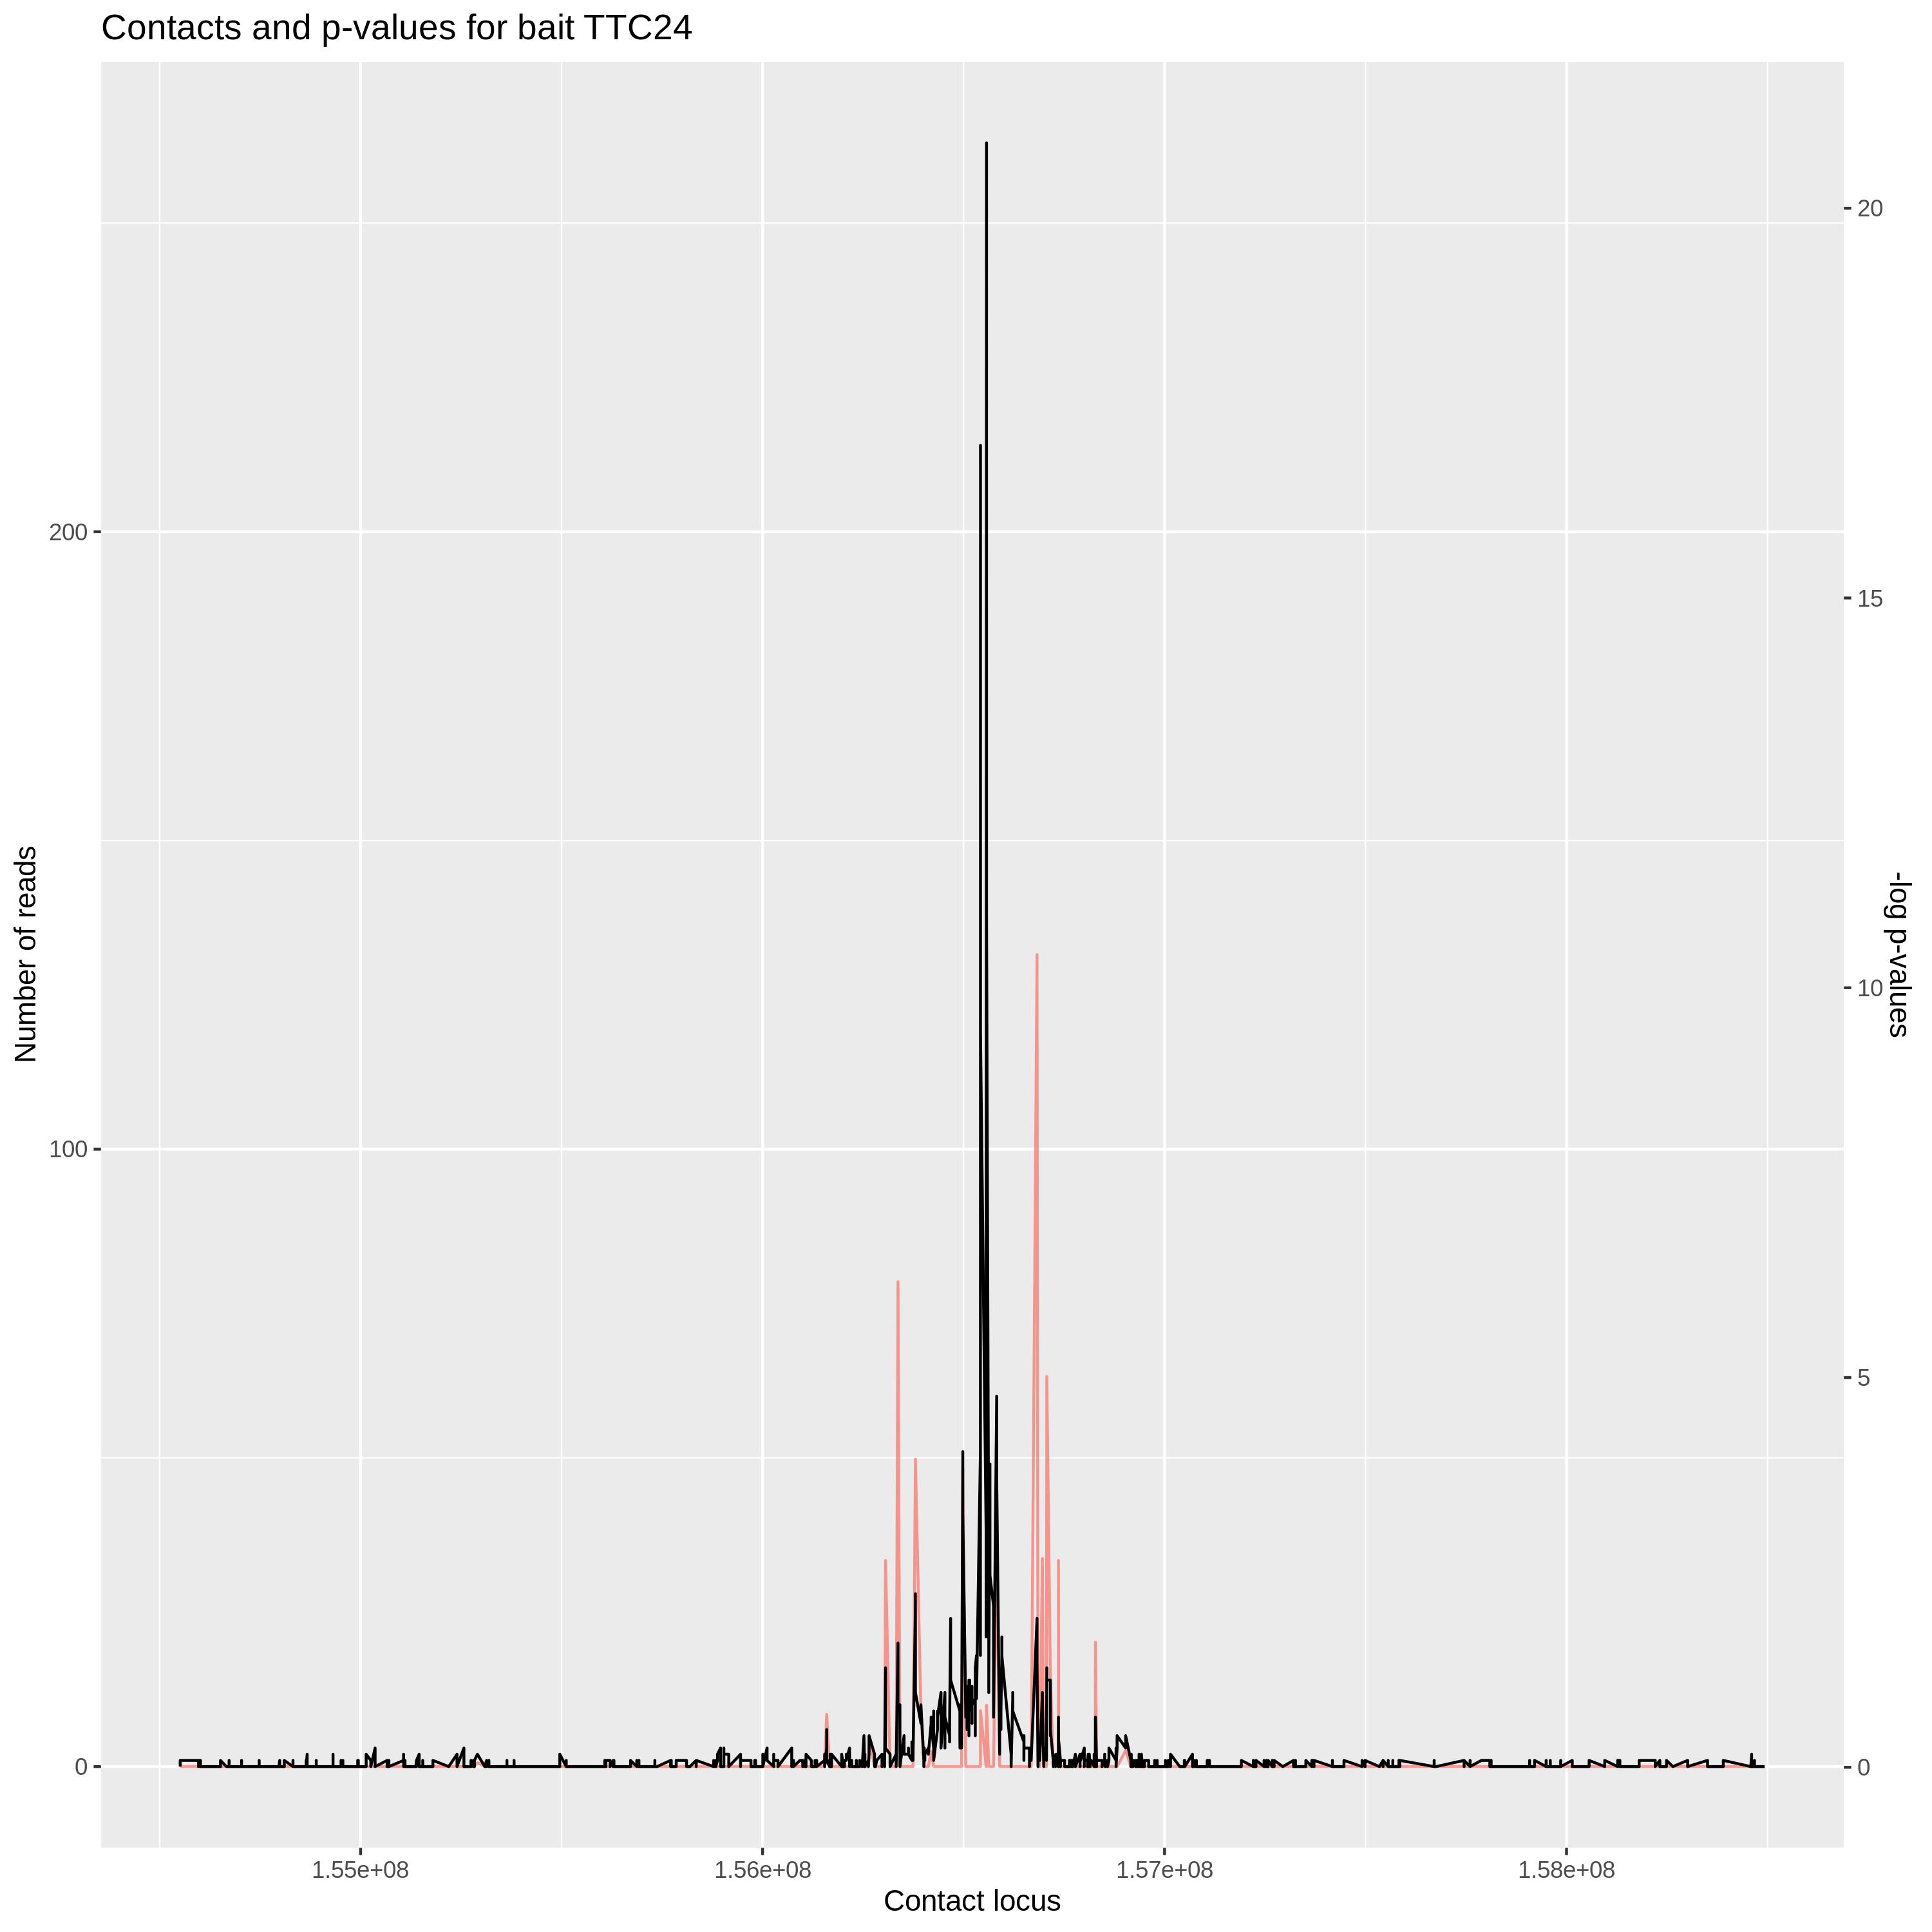 Contacts and p-values for bait TTC24
Number of reads
200
100
0
20
15
10
5
0
-log p-values
1.55e+08
1.56e+08
1.57e+08
1.58e+08
Contact locus